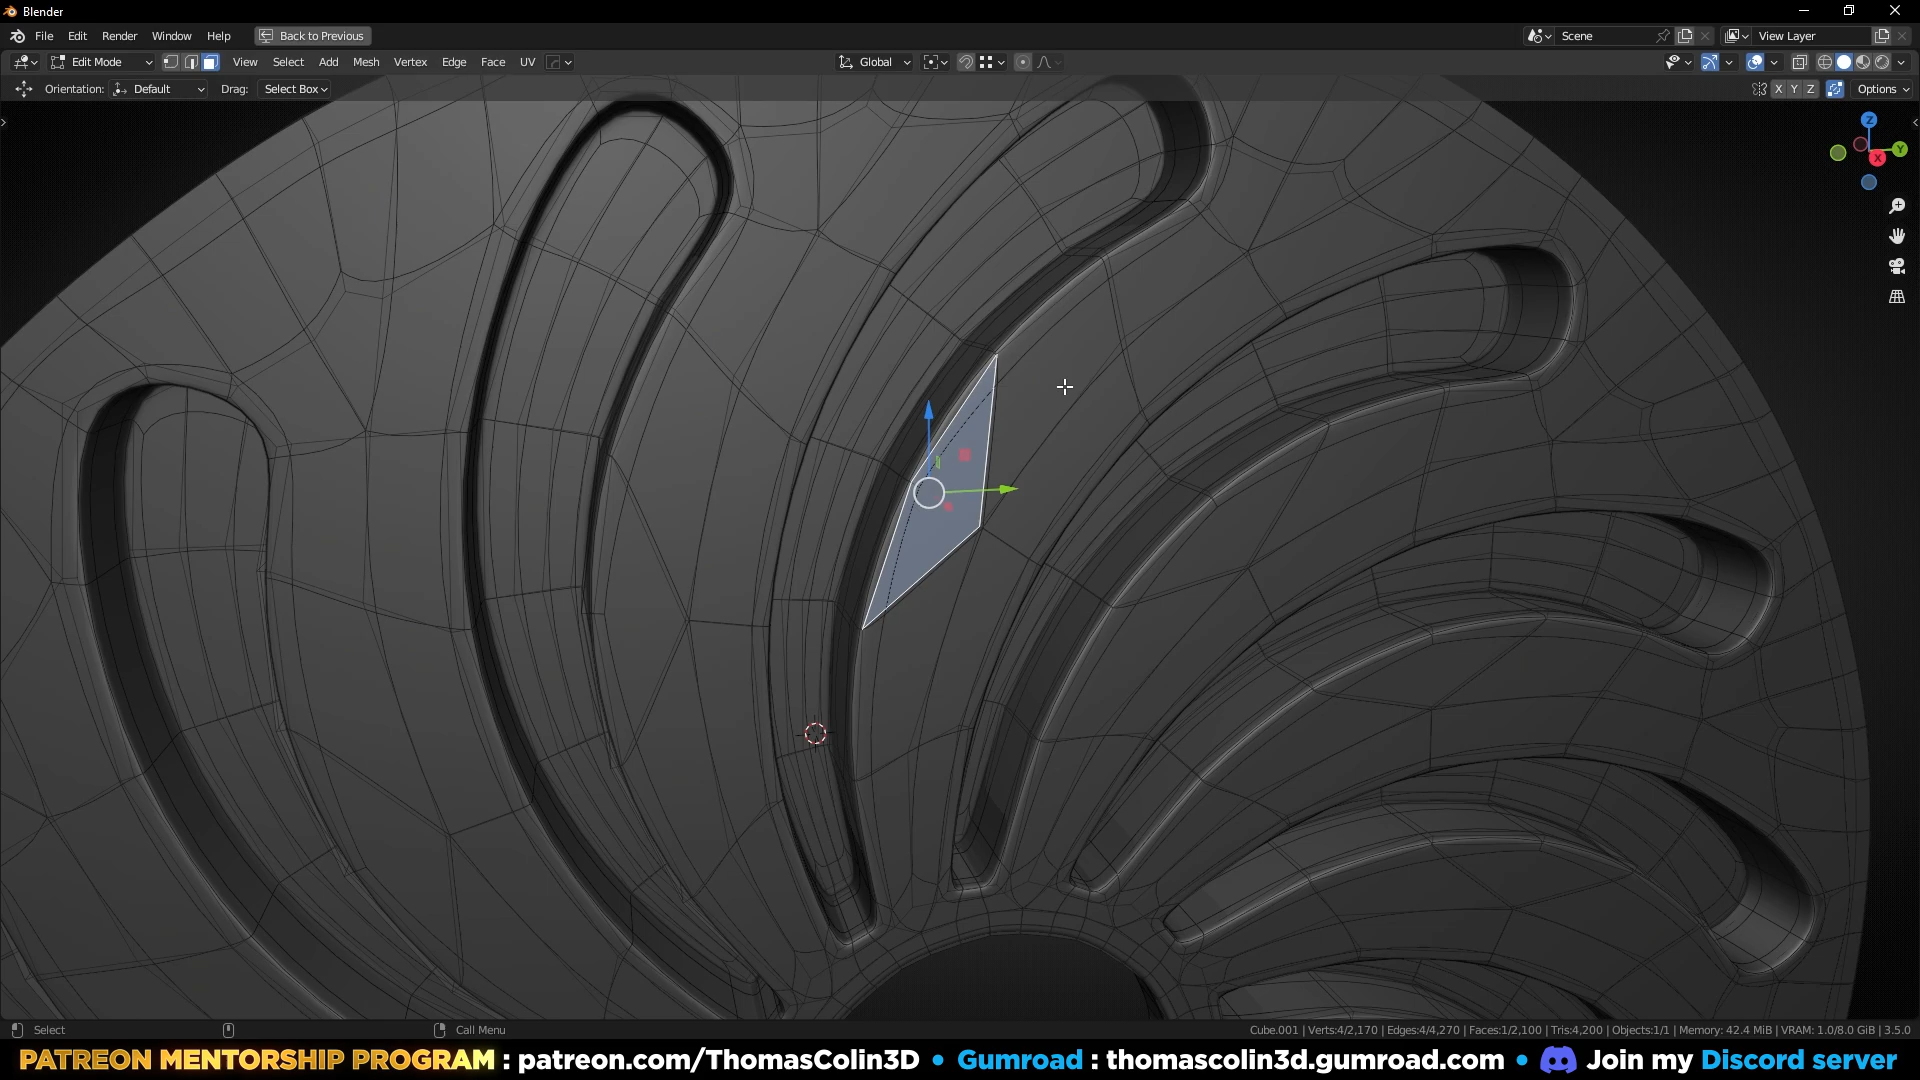 Blender
File Edit Render Window Help Back to Previous Scene View Layer
Edit Mode View Select Add Mesh Vertex Edge Face UV Global
Orientation: Default Drag: Select Box X Y Z Options
Z
Y
X
Select Call Menu Cube.001 | Verts:4/2,170 | Edges:4/4,270 | Faces:1/2,100 | Tris:4,200 | Objects:1/1 | Memory: 42.4 MiB | VRAM: 1.0/8.0 GiB | 3.5.0
PATREON MENTORSHIP PROGRAM : patreon.com/ThomasColin3D • Gumroad : thomascolin3d.gumroad.com • Join my Discord server